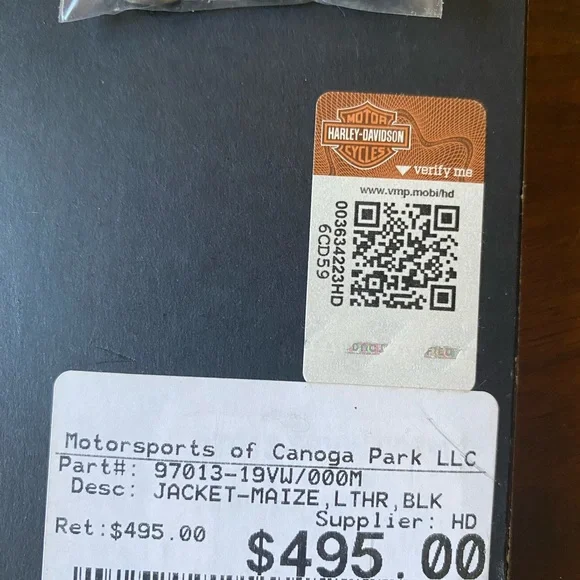 MOTOR
HARLEY-DAVIDSON
CYCLES
verify me
www.vmp.mobi/hd
003634223HD
6CD59
Motorsports of Canoga Park LLC
Part#: 97013-19VW/000M
Desc: JACKET-MAIZE,LTHR,BLK
Supplier: HD
Ret:$495.00
$495.00